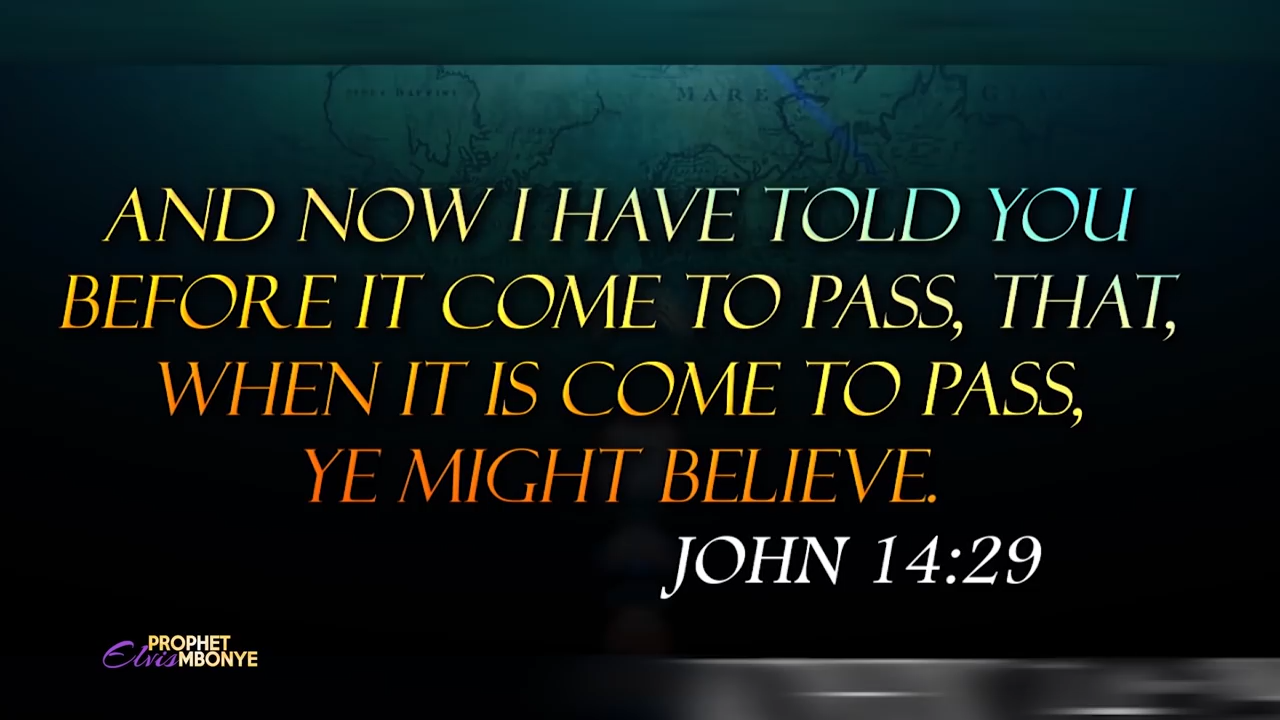 MARE
AND NOW I HAVE TOLD YOU
BEFORE IT COME TO PASS, THAT,
WHEN IT IS COME TO PASS,
YE MIGHT BELIEVE.
JOHN 14:29
PROPHET
Elvis MBONYE